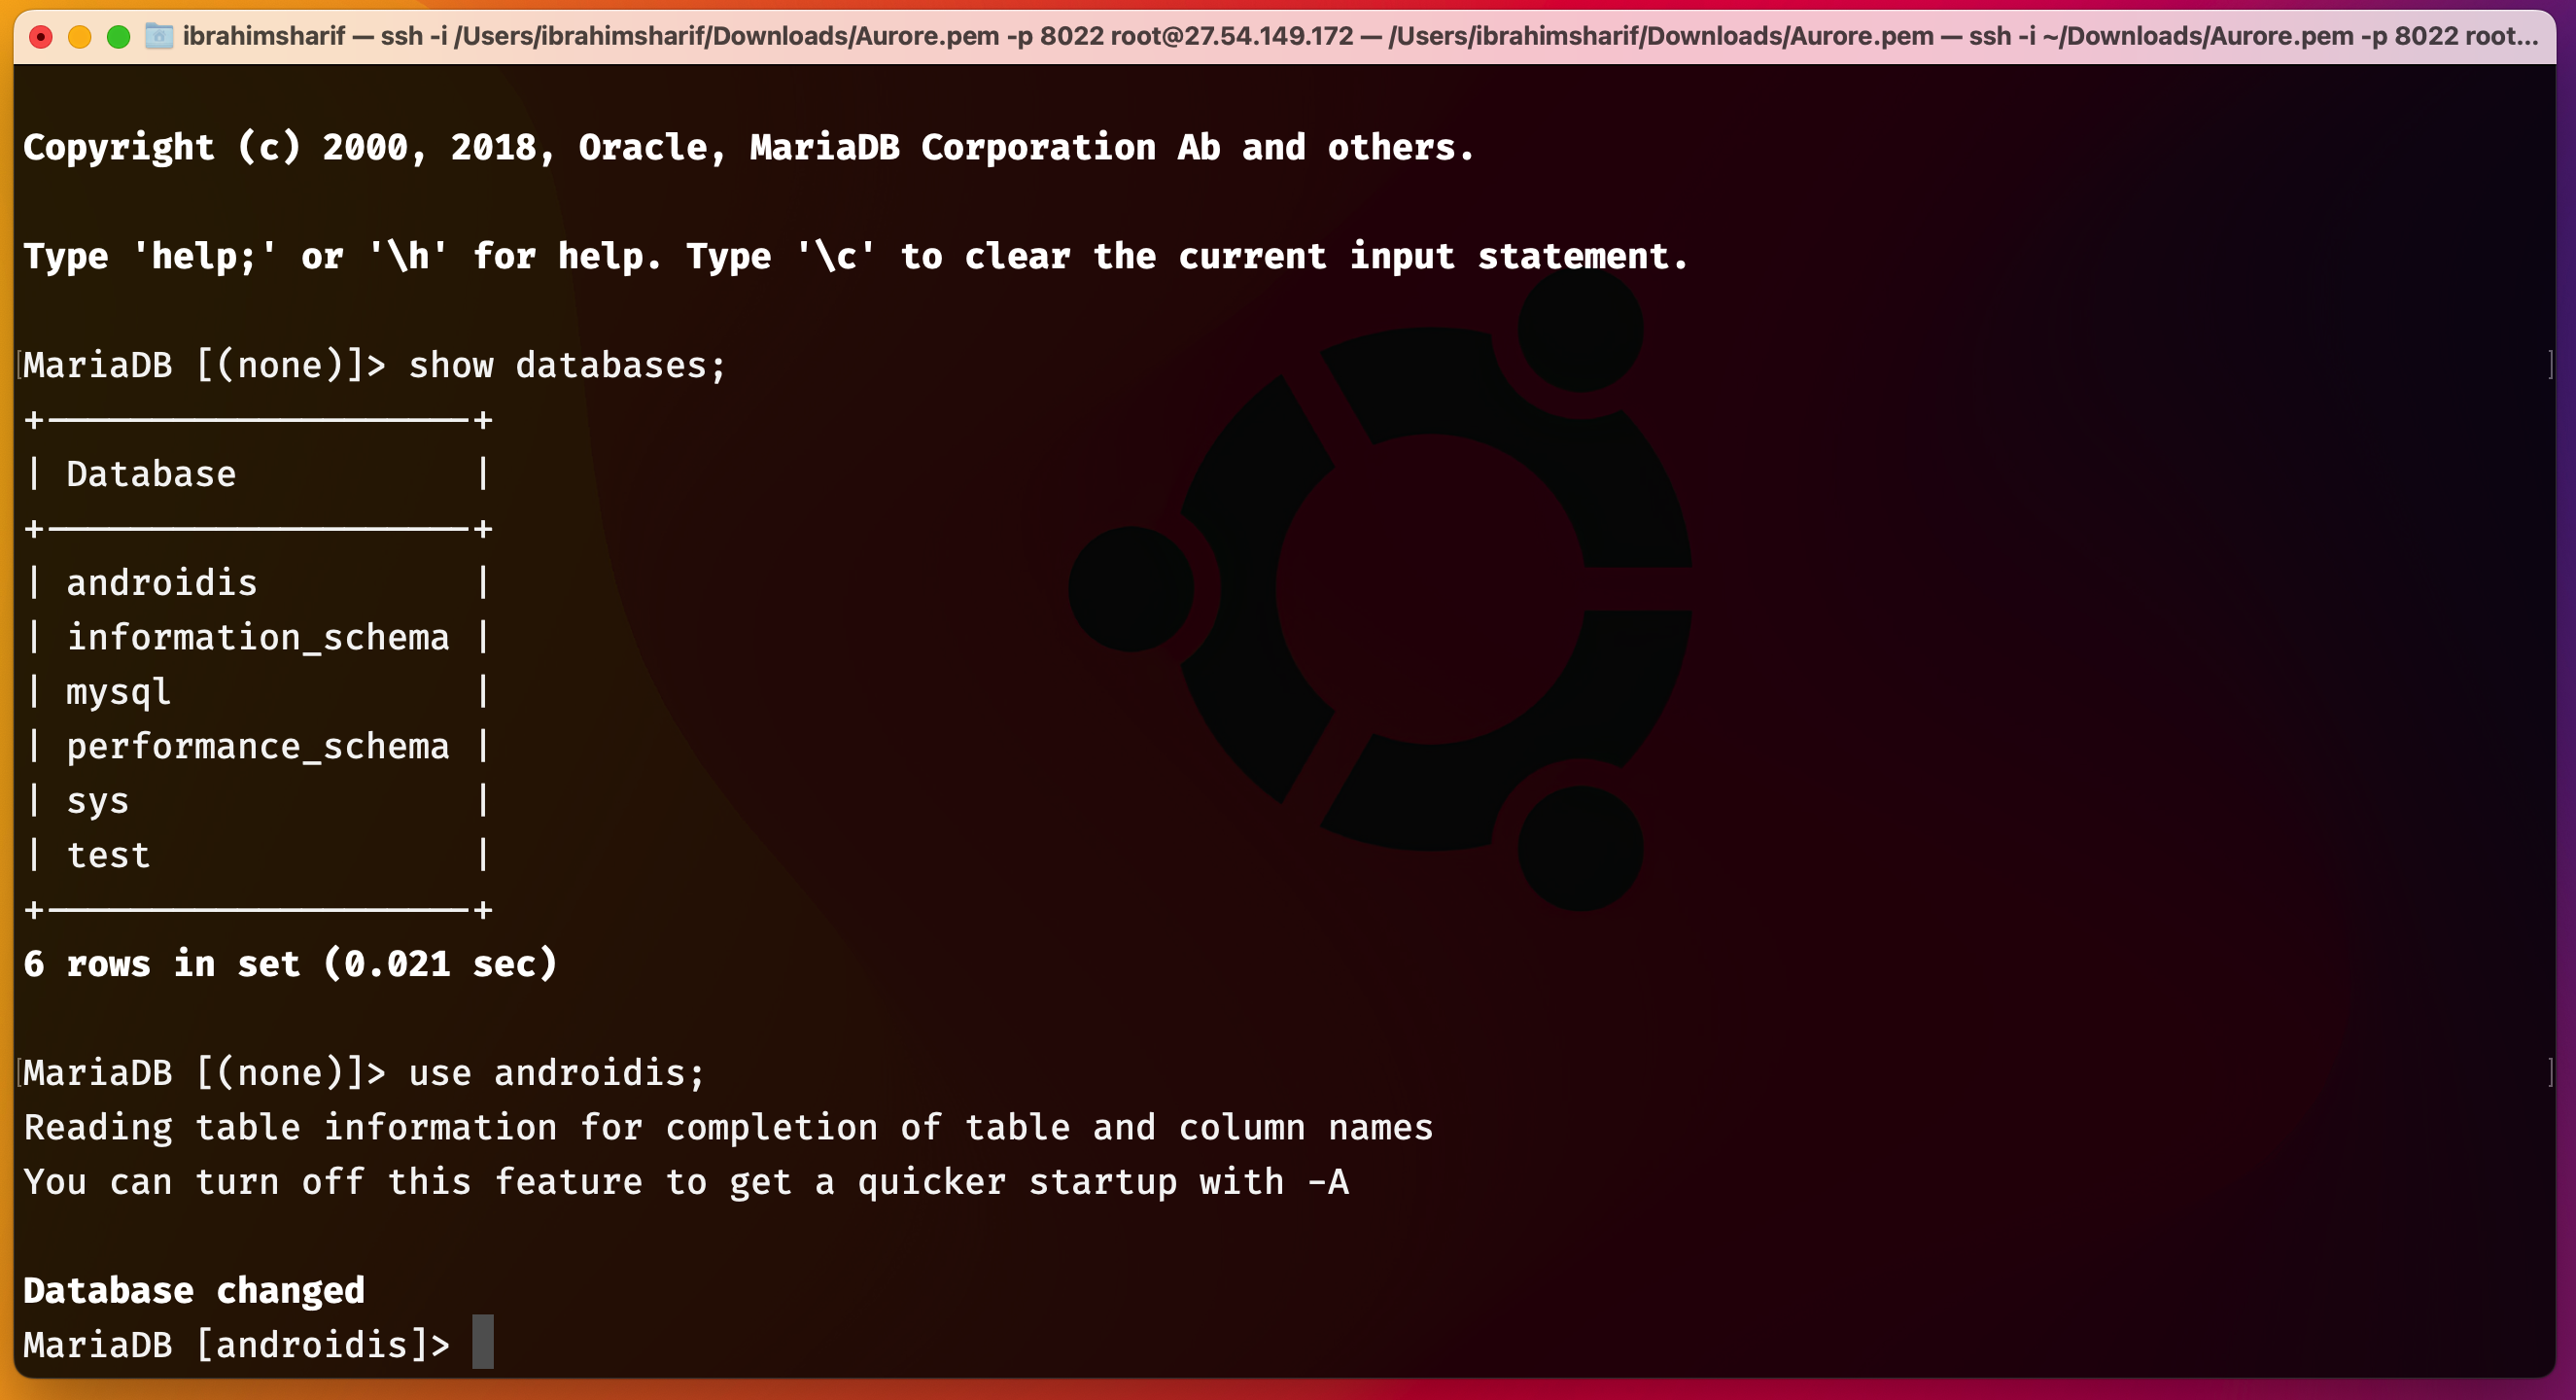 ibrahimsharif — ssh -i /Users/ibrahimsharif/Downloads/Aurore.pem -p 8022 root@27.54.149.172 — /Users/ibrahimsharif/Downloads/Aurore.pem — ssh -i ~/Downloads/Aurore.pem -p 8022 root...
Copyright (c) 2000, 2018, Oracle, MariaDB Corporation Ab and others.
Type 'help;' or '\h' for help. Type '\c' to clear the current input statement.
[MariaDB [(none)]> show databases; ]
+--------------------+
| Database           |
+--------------------+
| androidis          |
| information_schema |
| mysql              |
| performance_schema |
| sys                |
| test               |
+--------------------+
6 rows in set (0.021 sec)
[MariaDB [(none)]> use androidis; ]
Reading table information for completion of table and column names
You can turn off this feature to get a quicker startup with -A
Database changed
MariaDB [androidis]>